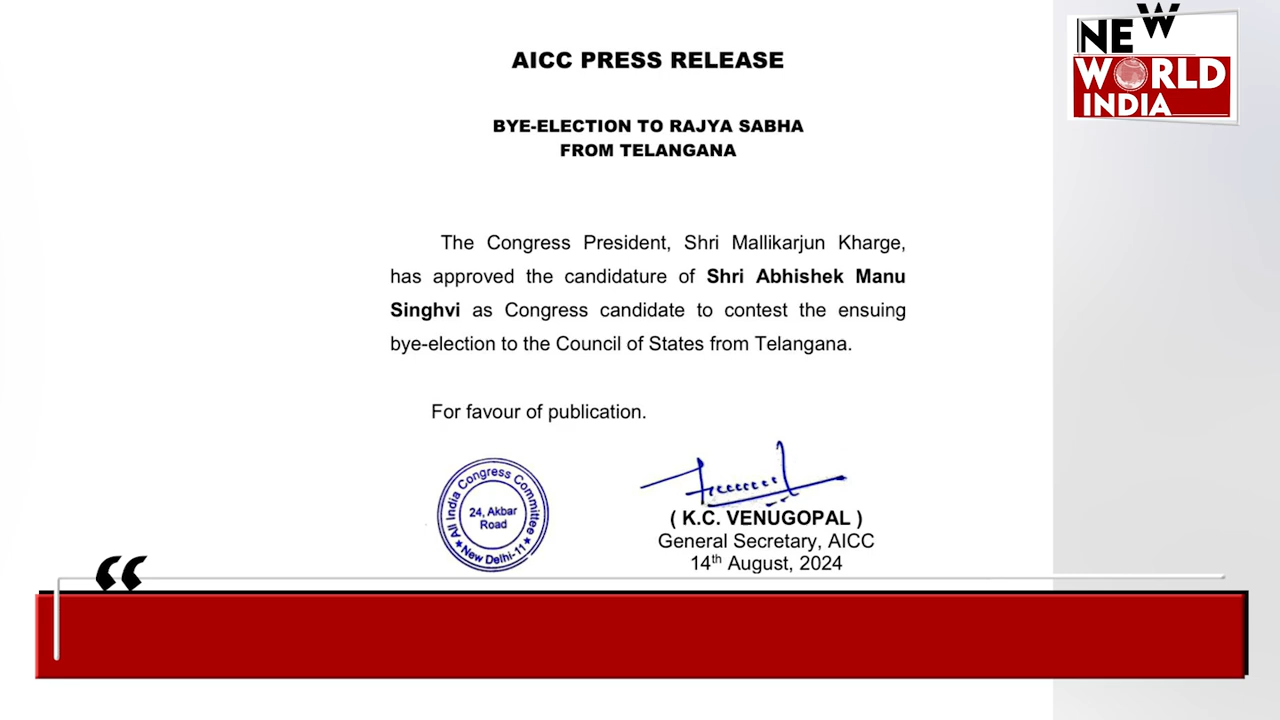 NEW
WORLD
INDIA
AICC PRESS RELEASE
BYE-ELECTION TO RAJYA SABHA
FROM TELANGANA
The Congress President, Shri Mallikarjun Kharge,
has approved the candidature of Shri Abhishek Manu
Singhvi as Congress candidate to contest the ensuing
bye-election to the Council of States from Telangana.
For favour of publication.
All India Congress Committee
24, Akbar
Road
★ New Delhi-11 ★
( K.C. VENUGOPAL )
General Secretary, AICC
14th August, 2024
“